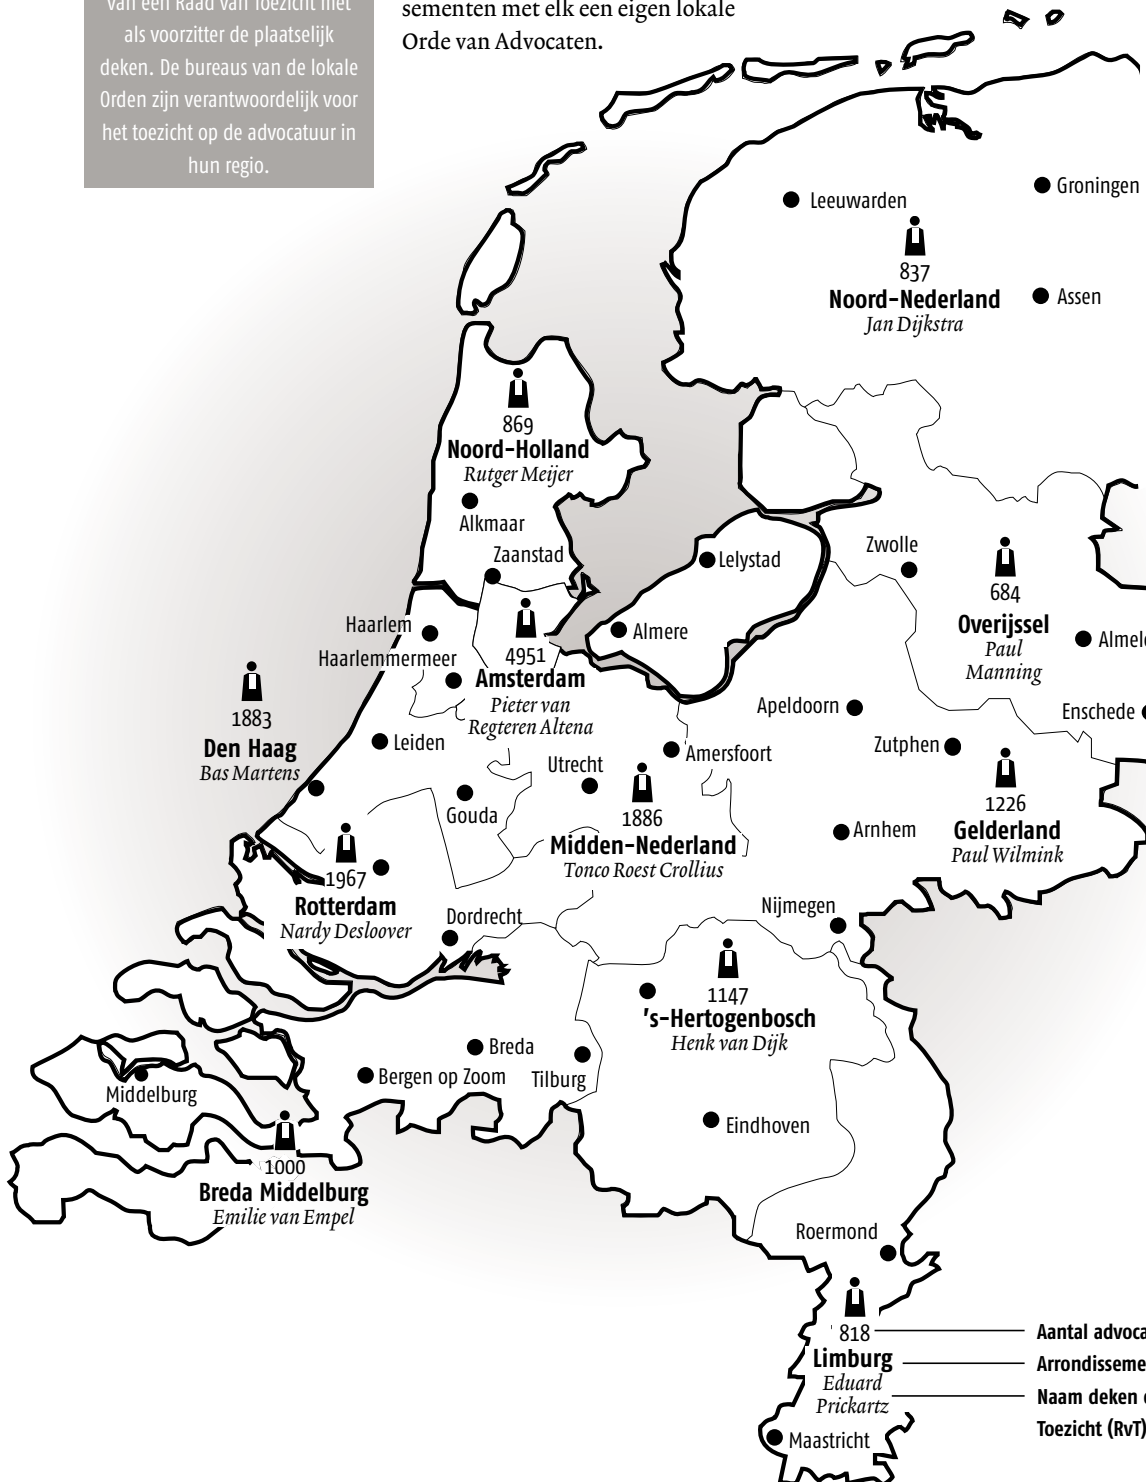 van een Raad van Toezicht met
als voorzitter de plaatselijk
deken. De bureaus van de lokale
Orden zijn verantwoordelijk voor
het toezicht op de advocatuur in
hun regio.
sementen met elk een eigen lokale
Orde van Advocaten.
Leeuwarden
Groningen
837
Noord-Nederland
Jan Dijkstra
Assen
869
Noord-Holland
Rutger Meijer
Alkmaar
Zaanstad
Lelystad
Zwolle
684
Overijssel
Paul
Manning
Almere
Haarlem
Haarlemmermeer
4951
Amsterdam
Pieter van
Regteren Altena
1883
Den Haag
Bas Martens
Leiden
Apeldoorn
Enschede
Zutphen
Amersfoort
Utrecht
Gouda
1886
Midden-Nederland
Tonco Roest Crollius
1226
Gelderland
Paul Wilmink
Arnhem
1967
Rotterdam
Nardy Desloover
Dordrecht
Nijmegen
1147
's-Hertogenbosch
Henk van Dijk
Breda
Tilburg
Bergen op Zoom
Middelburg
Eindhoven
1000
Breda Middelburg
Emilie van Empel
Roermond
818
Limburg
Eduard
Prickartz
Maastricht
Aantal
Naam deken
Toezicht (RvT)